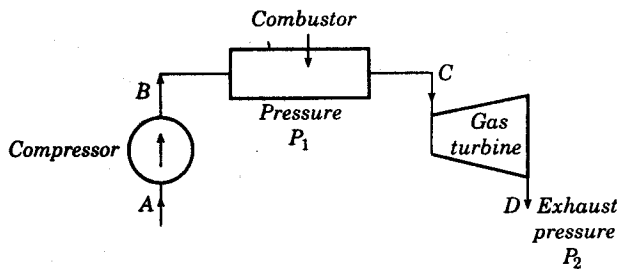 Combustor
B
C
Pressure
P1
Gas
turbine
Compressor
A
D
Exhaust
pressure
P2